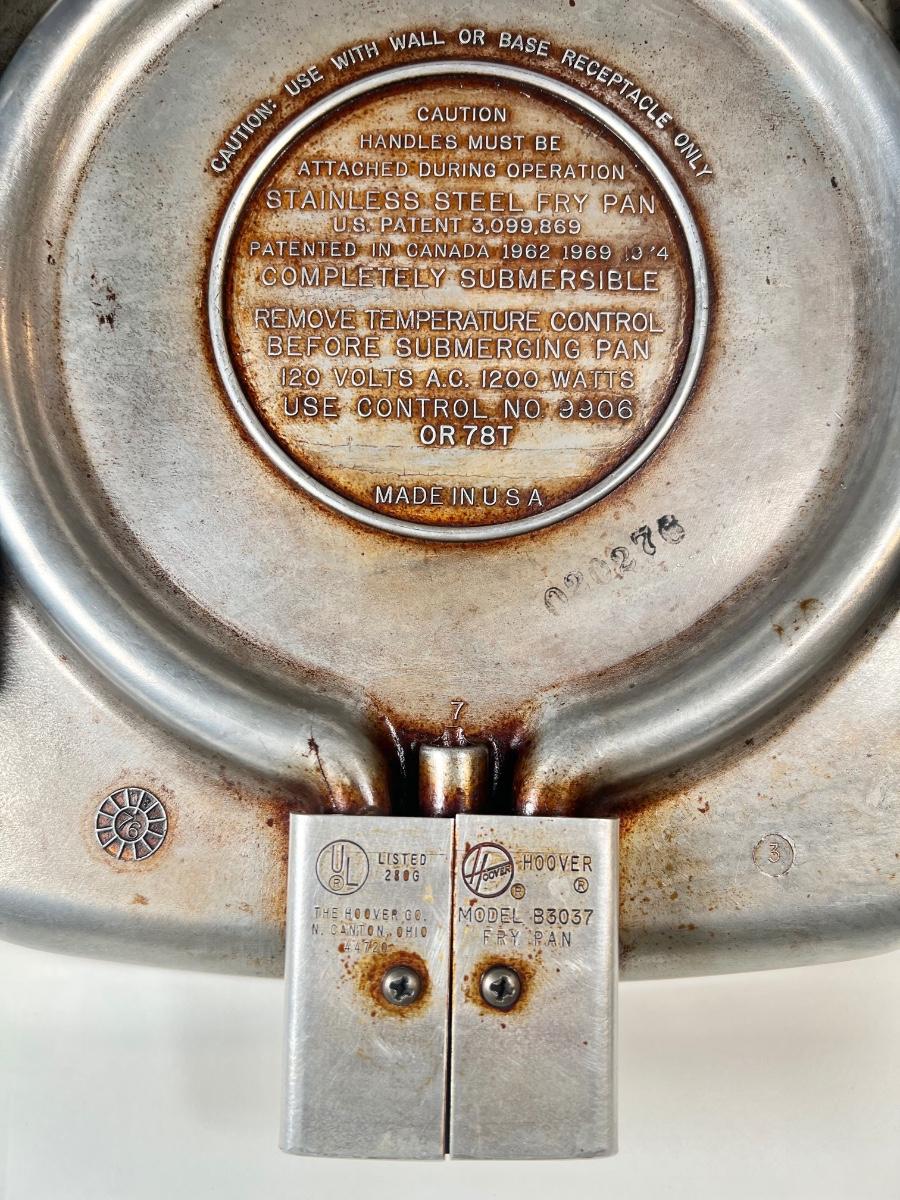 CAUTION: USE WITH WALL OR BASE RECEPTACLE ONLY
CAUTION
HANDLES MUST BE
ATTACHED DURING OPERATION
STAINLESS STEEL FRY PAN
U.S. PATENT 3,099,869
PATENTED IN CANADA 1962 1969
COMPLETELY SUBMERSIBLE
REMOVE TEMPERATURE CONTROL
BEFORE SUBMERGING PAN
120 VOLTS A.C. 1200 WATTS
USE CONTROL NO. 9906
OR 78T
MADE IN U S A
7
76
3
UL
®
LISTED
280G
THE HOOVER CO.
N. CANTON, OHIO
44720
HOOVER
®
HOOVER
®
MODEL B3037
FRY PAN